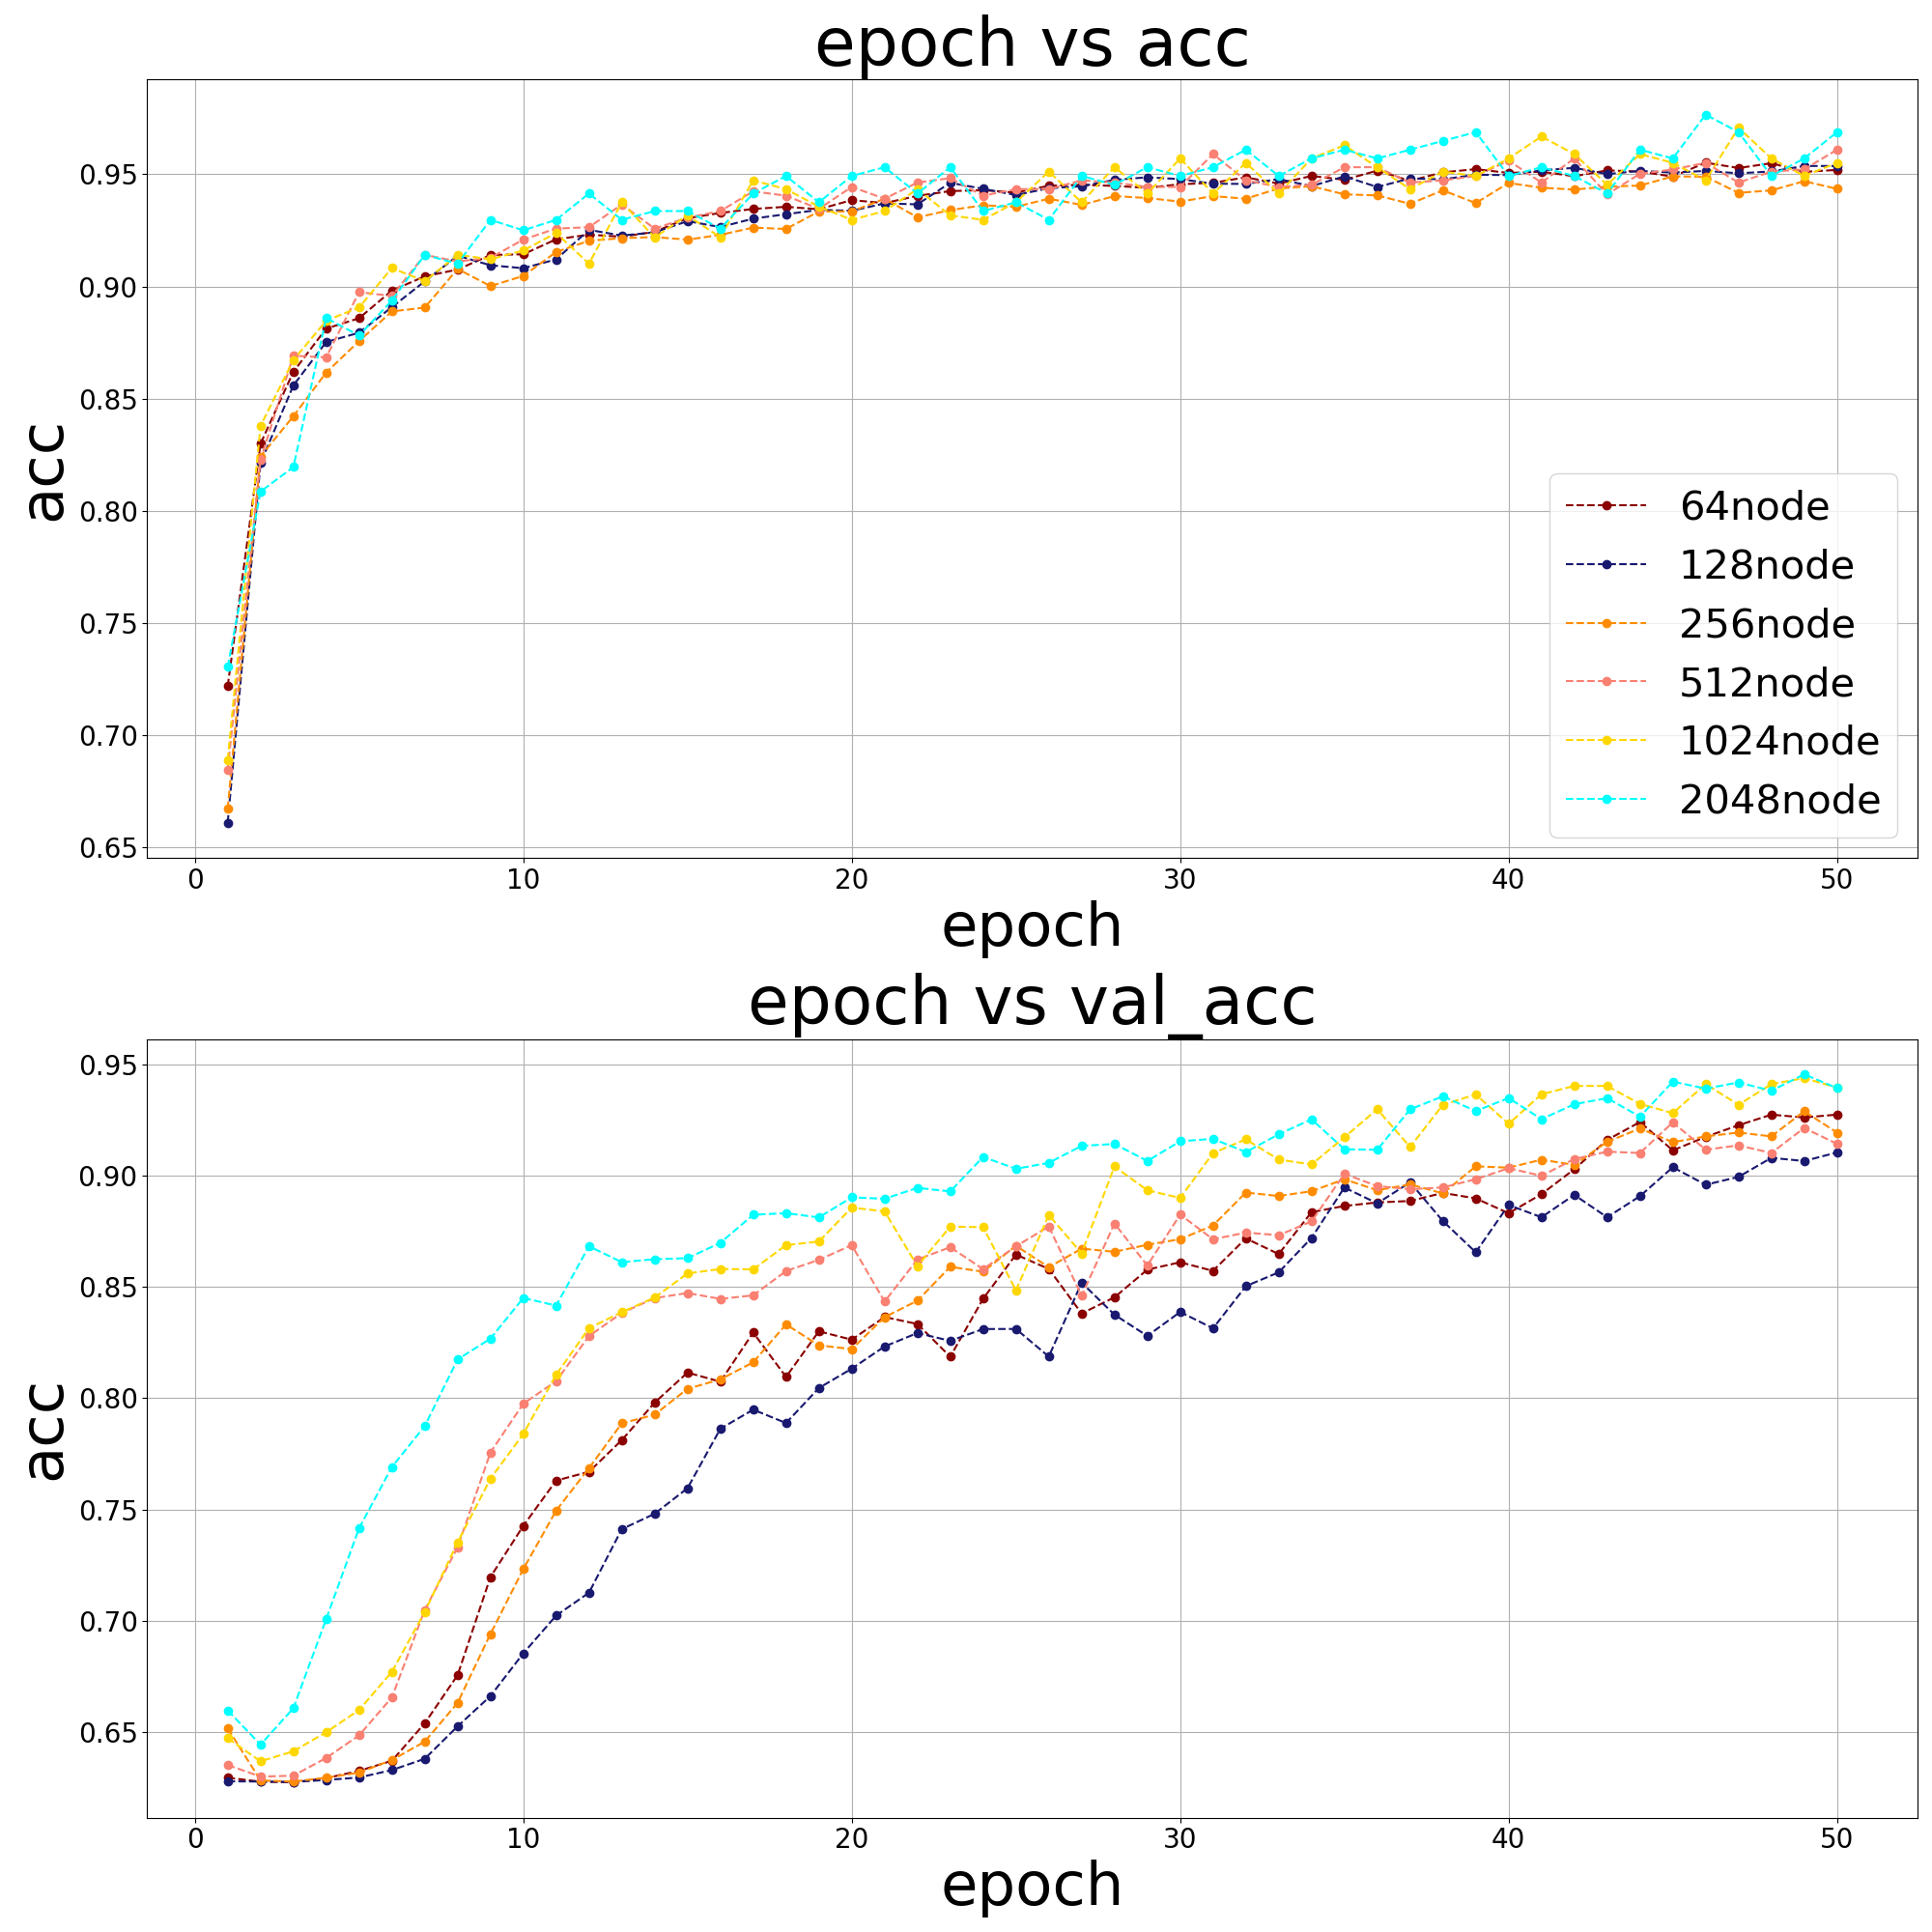 epoch vs acc
acc
0.95
0.90
0.85
0.80
0.75
0.70
0.65
64node
128node
256node
512node
1024node
2048node
0 10 20 30 40 50
epoch
epoch vs val_acc
acc
0.95
0.90
0.85
0.80
0.75
0.70
0.65
0 10 20 30 40 50
epoch